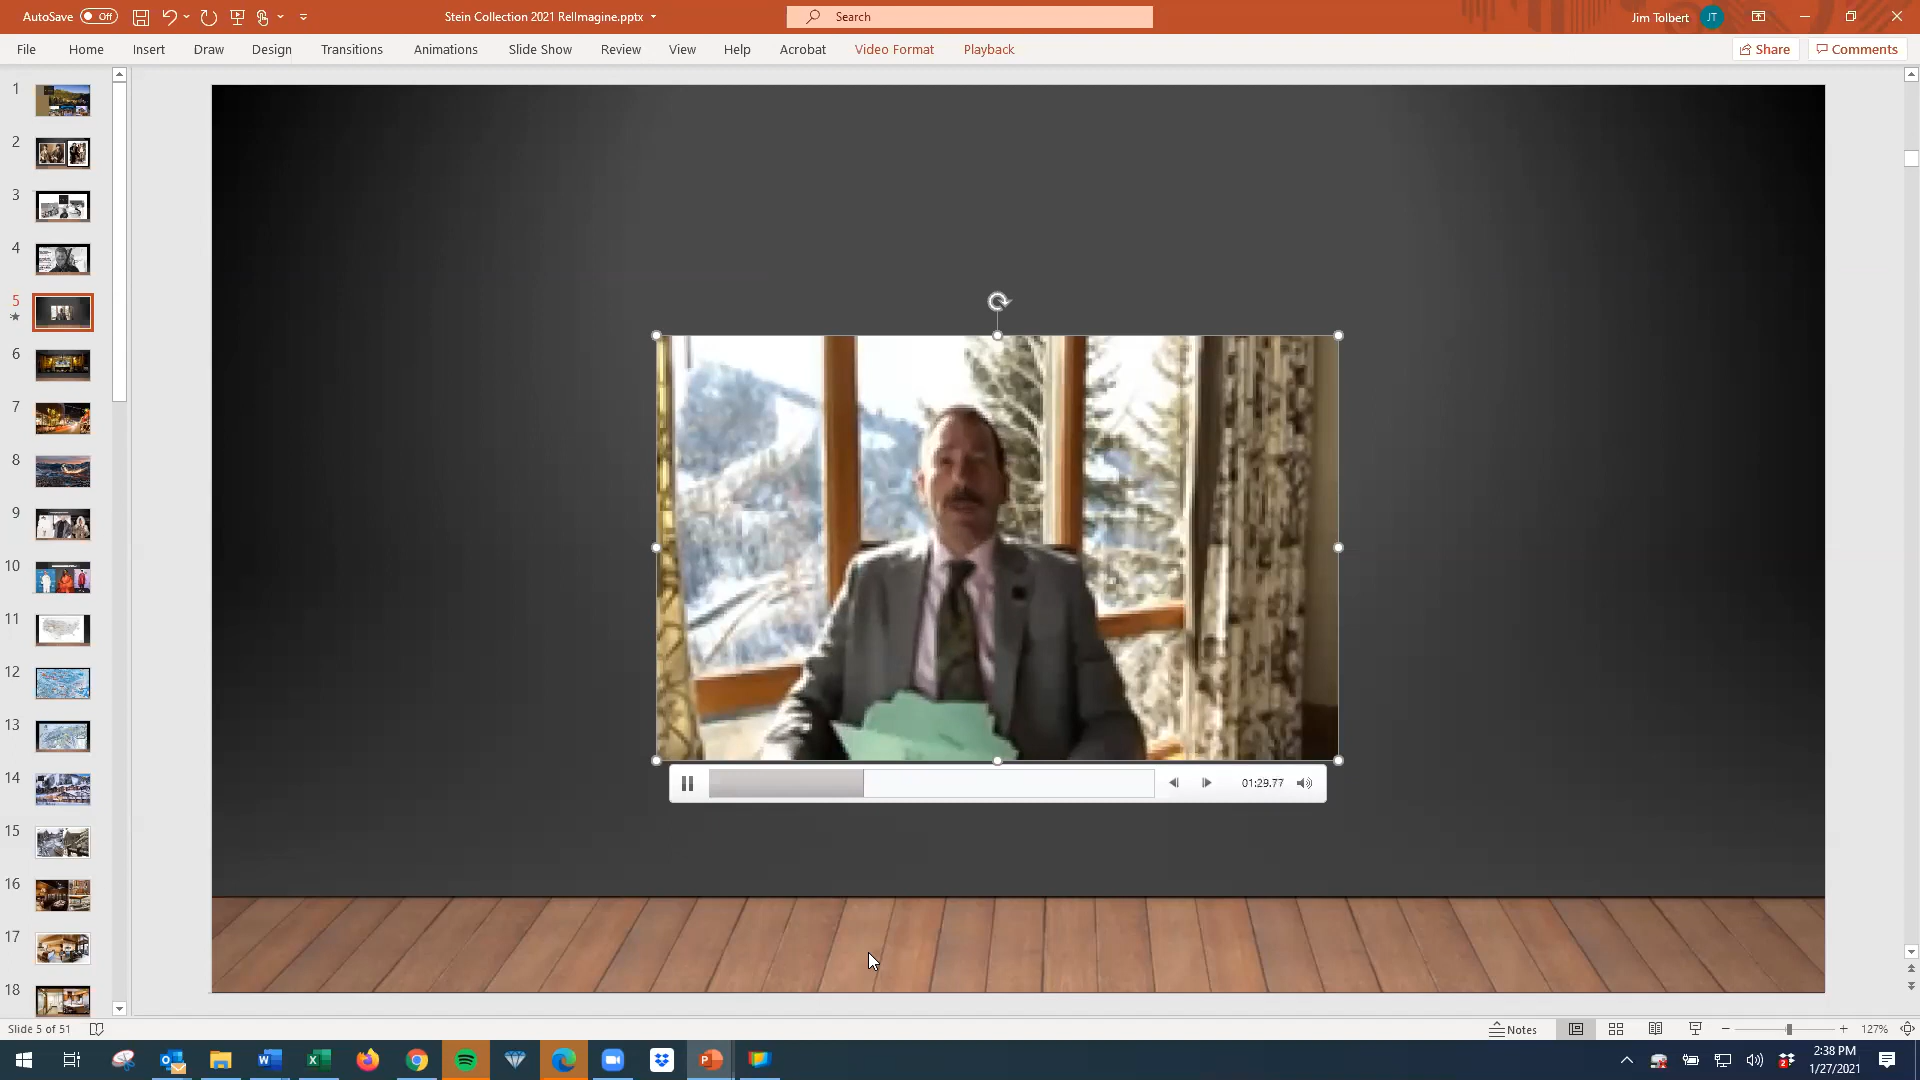 AutoSave Off
Stein Collection 2021 ReIImagine.pptx
Search
Jim Tolbert JT
File Home Insert Draw Design Transitions Animations Slide Show Review View Help Acrobat Video Format Playback
Share Comments
1
2
3
4
5
6
7
8
9
10
11
12
13
14
15
16
17
18
01:29.77
Slide 5 of 51
Notes
127%
2:38 PM
1/27/2021